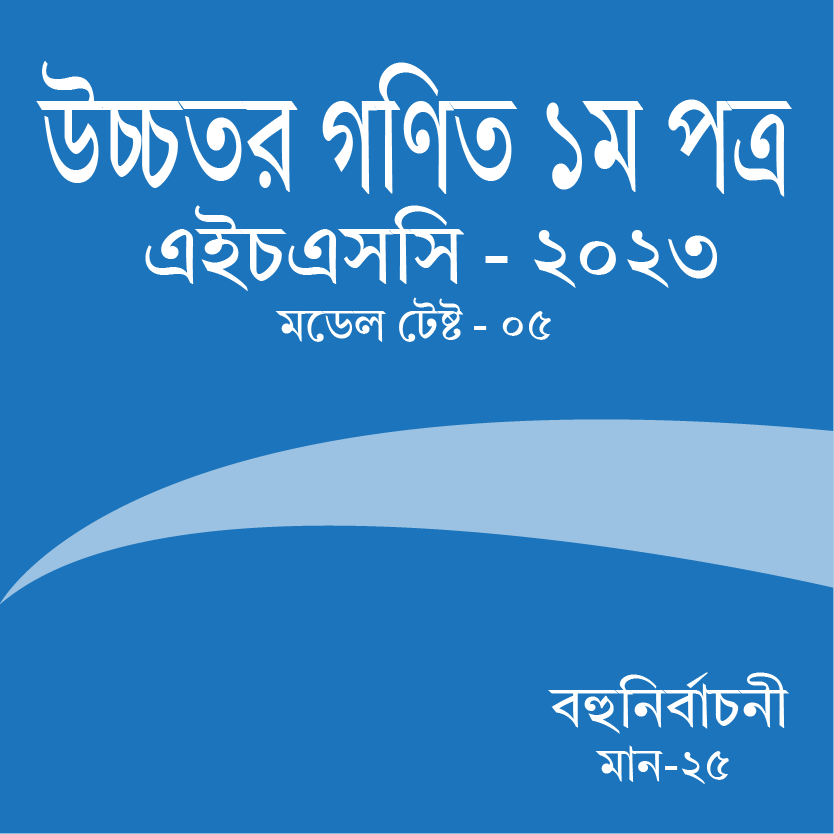 উচ্চতর গণিত ১ম পত্র
এইচএসসি - ২০২৩
মডেল টেষ্ট - ০৫
বহুনির্বাচনী
মান-২৫